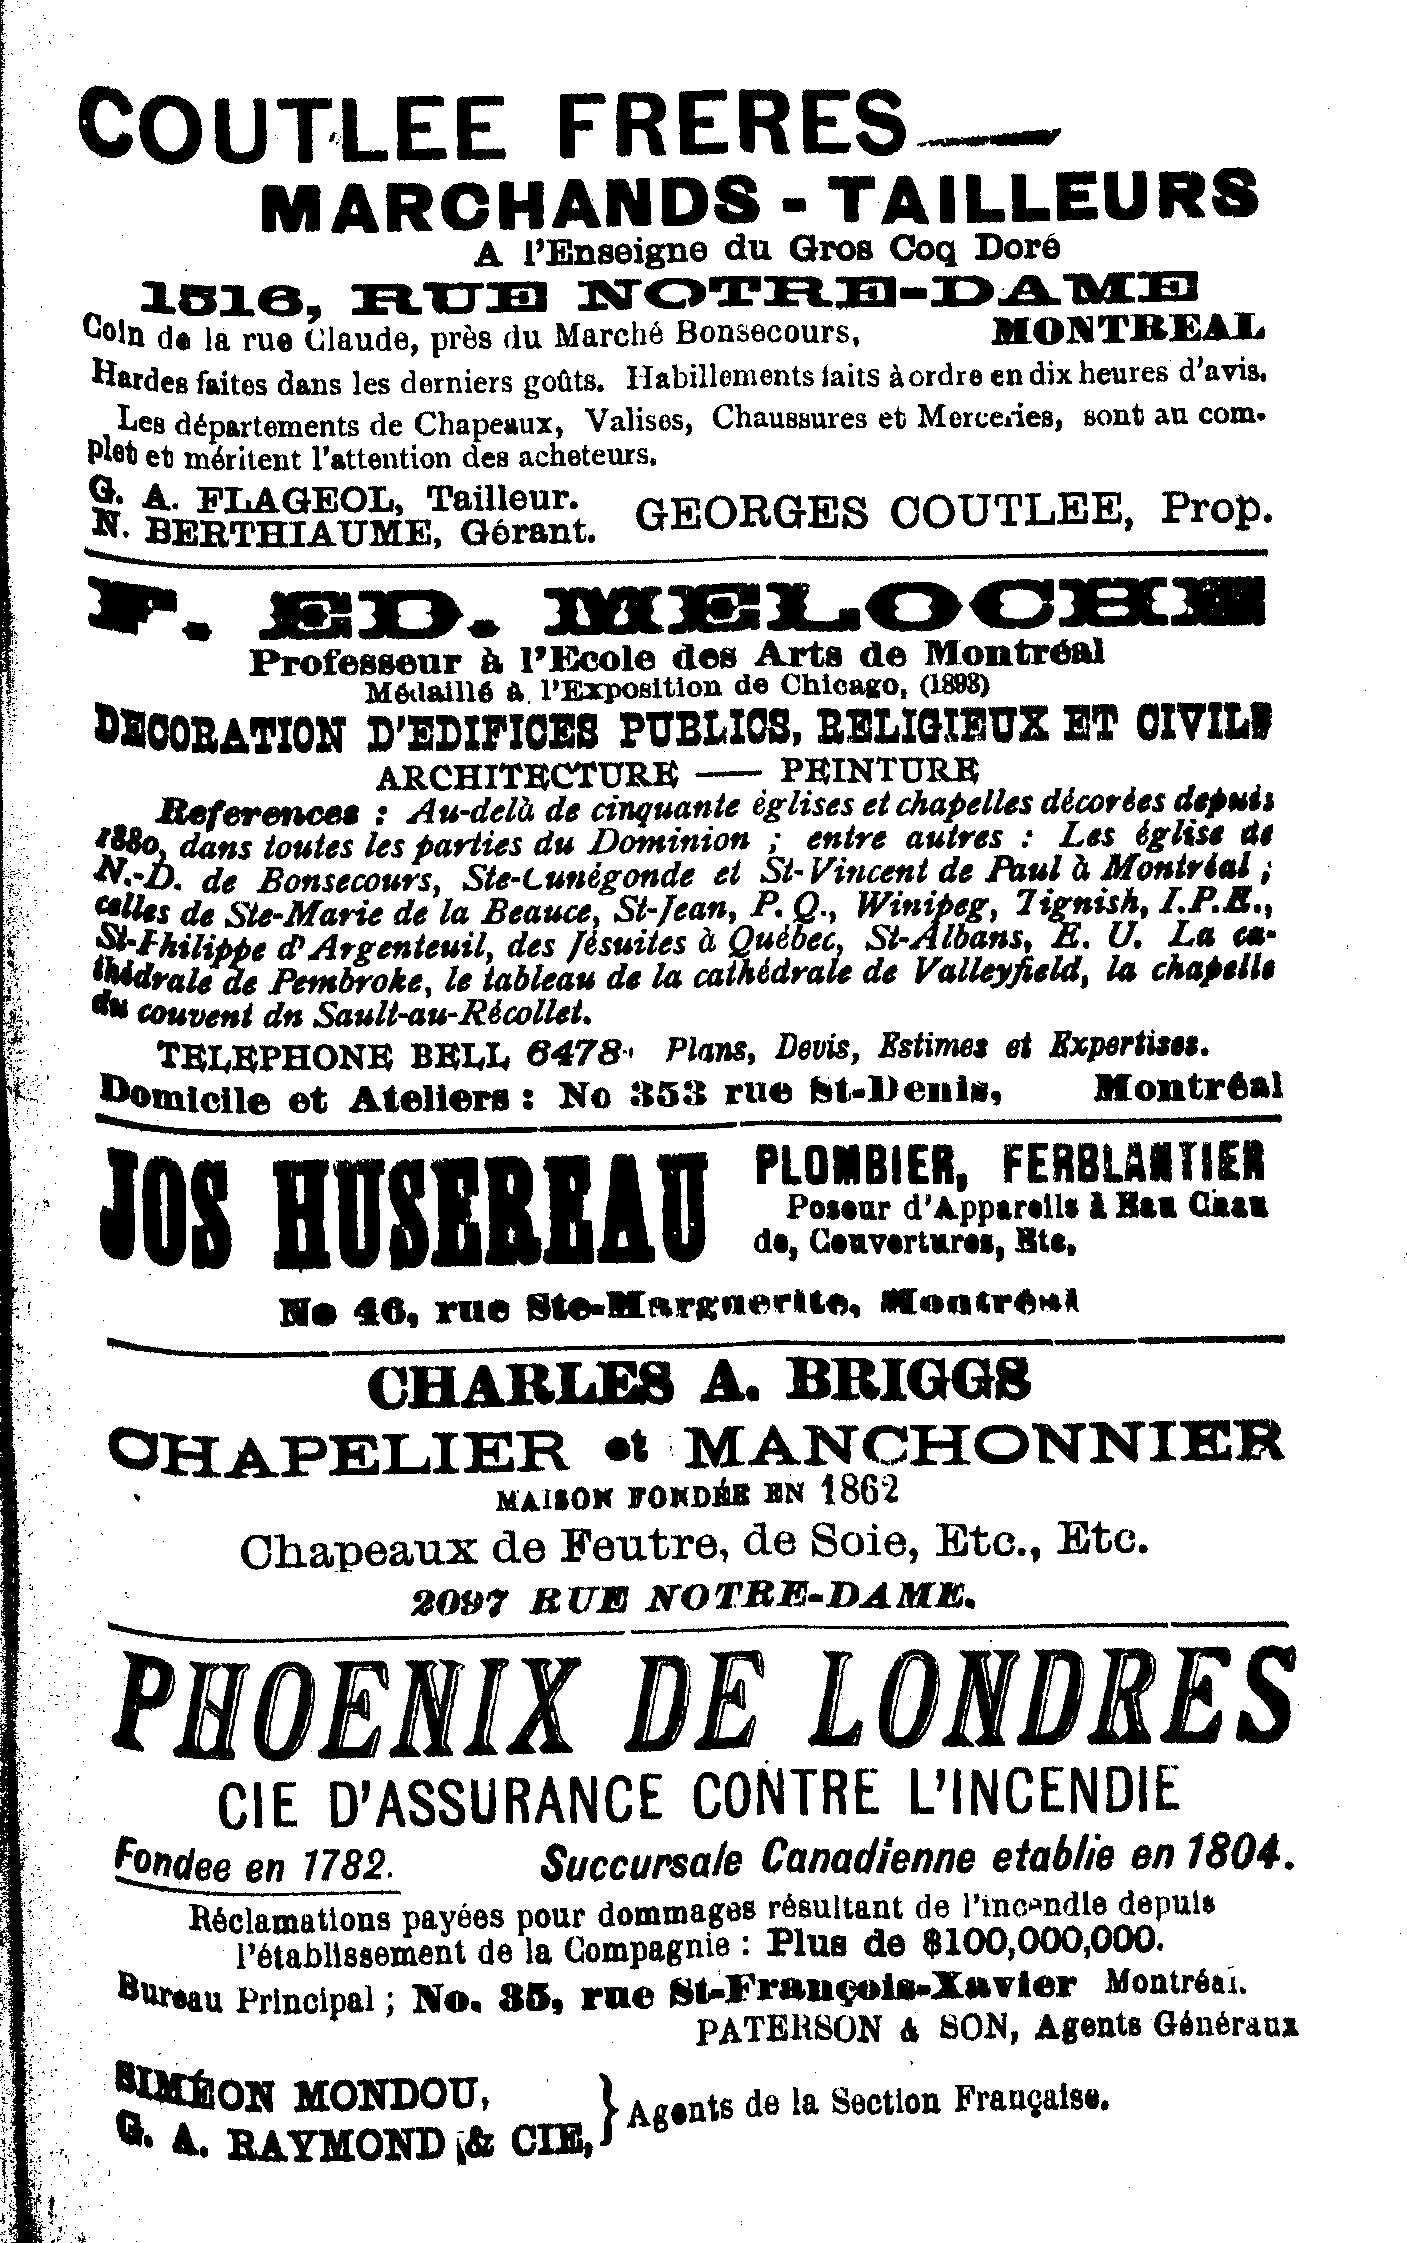 COUTLEE FRERES
MARCHANDS - TAILLEURS
A l'Enseigne du Gros Coq Doré
1516, RUE NOTRE-DAME
Coin de la rue Claude, près du Marché Bonsecours, MONTREAL
Hardes faites dans les derniers goûts. Habillements faits à ordre en dix heures d'avis.
Les départements de Chapeaux, Valises, Chaussures et Merceries, sont au com-
plet et méritent l'attention des acheteurs.
G. A. FLAGEOL, Tailleur.
N. BERTHIAUME, Gérant.
GEORGES COUTLEE, Prop.
F. ED. MELOCHE
Professeur à l'Ecole des Arts de Montréal
Médaillé à l'Exposition de Chicago, (1893)
DECORATION D'EDIFICES PUBLICS, RELIGIEUX ET CIVILS
ARCHITECTURE — PEINTURE
References : Au-delà de cinquante églises et chapelles décorées depuis
1880, dans toutes les parties du Dominion ; entre autres : Les église de
N.-D. de Bonsecours, Ste-Cunégonde et St-Vincent de Paul à Montréal ;
celles de Ste-Marie de la Beauce, St-Jean, P. Q., Winipeg, Tignish, I.P.E.,
St-Philippe d'Argenteuil, des Jésuites à Québec, St-Albans, E. U. La ca-
thédrale de Pembroke, le tableau de la cathédrale de Valleyfield, la chapelle
du couvent dn Sault-au-Récollet.
TELEPHONE BELL 6478 Plans, Devis, Estimes et Expertises.
Domicile et Ateliers : No 353 rue St-Denis, Montréal
JOS HUSEREAU
PLOMBIER, FERBLANTIER
Poseur d'Appareils à Eau Chau
de, Couvertures, Etc,
No 46, rue Ste-Marguerite, Montréal
CHARLES A. BRIGGS
CHAPELIER et MANCHONNIER
MAISON FONDÉE EN 1862
Chapeaux de Feutre, de Soie, Etc., Etc.
2097 RUE NOTRE-DAME.
PHOENIX DE LONDRES
CIE D'ASSURANCE CONTRE L'INCENDIE
Fondee en 1782. Succursale Canadienne etablie en 1804.
Réclamations payées pour dommages résultant de l'incendie depuis
l'établissement de la Compagnie : Plus de $100,000,000.
Bureau Principal ; No. 35, rue St-François-Xavier Montréal.
PATERSON & SON, Agents Généraux
SIMÉON MONDOU,
G. A. RAYMOND & CIE,
} Agents de la Section Française.